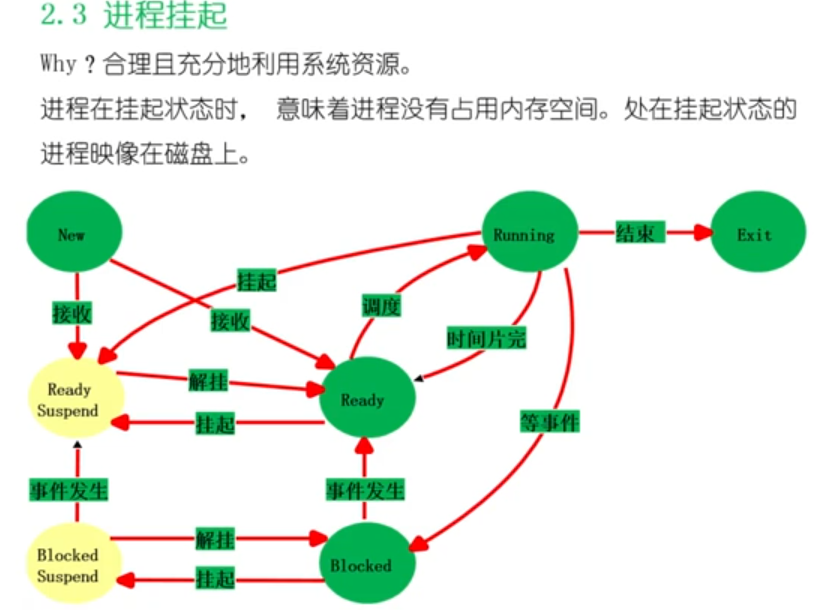 2.3 进程挂起
Why？合理且充分地利用系统资源。
进程在挂起状态时， 意味着进程没有占用内存空间。处在挂起状态的
进程映像在磁盘上。
New
Running
结束
Exit
挂起
接收
接收
调度
时间片完
Ready
Suspend
解挂
Ready
挂起
等事件
事件发生
事件发生
Blocked
Suspend
解挂
Blocked
挂起